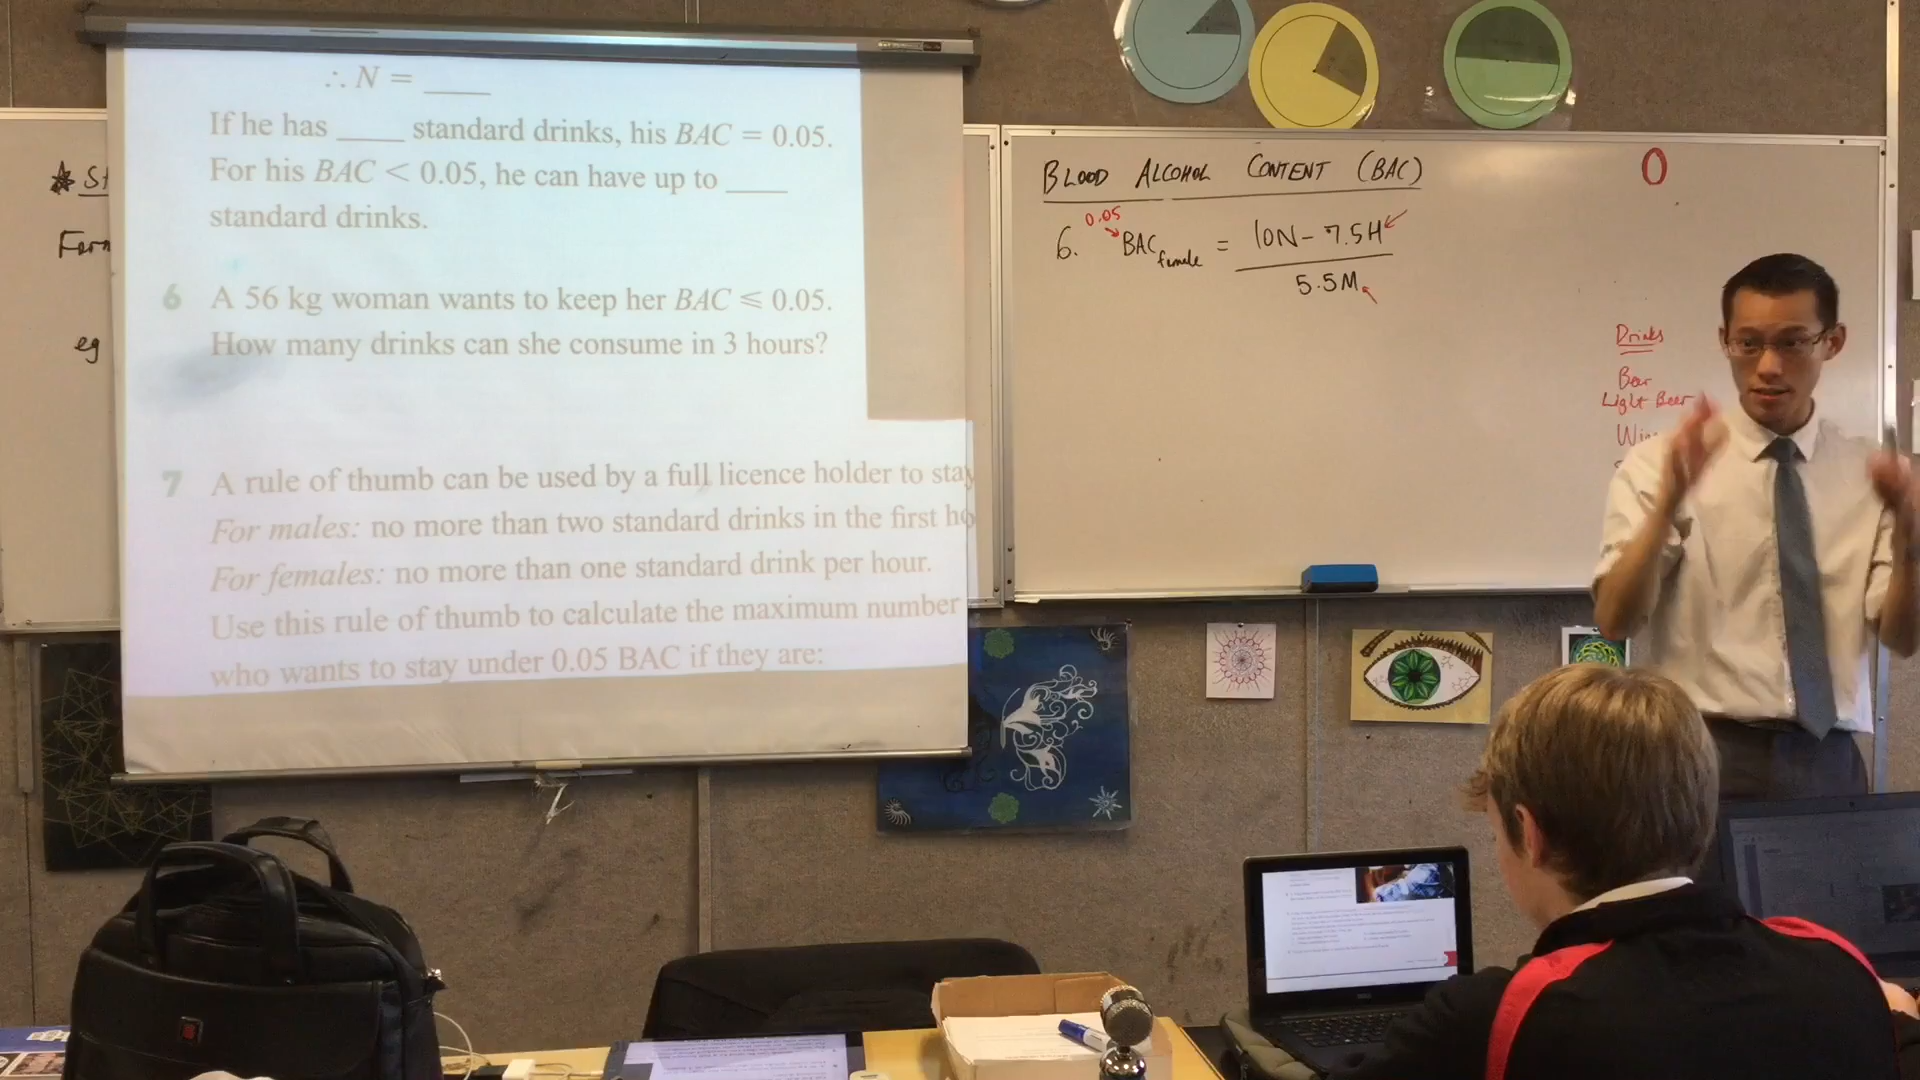 ∴ N = ____
If he has ____ standard drinks, his BAC = 0.05.
For his BAC < 0.05, he can have up to ____
standard drinks.
6 A 56 kg woman wants to keep her BAC ⩽ 0.05.
How many drinks can she consume in 3 hours?
7 A rule of thumb can be used by a full licence holder to stay
For males: no more than two standard drinks in the first
For females: no more than one standard drink per hour.
Use this rule of thumb to calculate the maximum number
who wants to stay under 0.05 BAC if they are:
eg
BLOOD ALCOHOL CONTENT (BAC)
0
0.05
6. BAC female = 10N - 7.5H
5.5M
Drinks
Beer
Light Beer